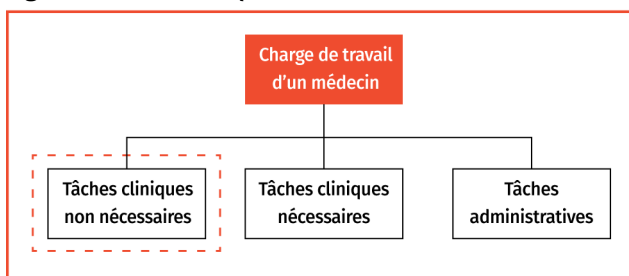 Charge de travail
d'un médecin
Tâches cliniques
non nécessaires
Tâches cliniques
nécessaires
Tâches
administratives